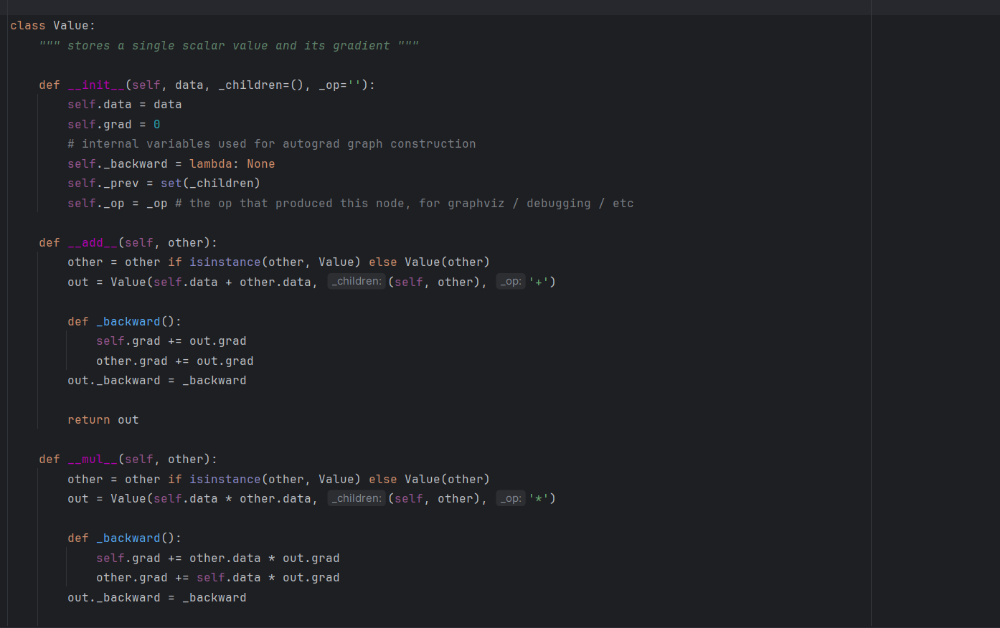 class Value:
    """ stores a single scalar value and its gradient """
    def __init__(self, data, _children=(), _op=''):
        self.data = data
        self.grad = 0
        # internal variables used for autograd graph construction
        self._backward = lambda: None
        self._prev = set(_children)
        self._op = _op # the op that produced this node, for graphviz / debugging / etc
    def __add__(self, other):
        other = other if isinstance(other, Value) else Value(other)
        out = Value(self.data + other.data, _children: (self, other), _op: '+')
        def _backward():
            self.grad += out.grad
            other.grad += out.grad
        out._backward = _backward
        return out
    def __mul__(self, other):
        other = other if isinstance(other, Value) else Value(other)
        out = Value(self.data * other.data, _children: (self, other), _op: '*')
        def _backward():
            self.grad += other.data * out.grad
            other.grad += self.data * out.grad
        out._backward = _backward